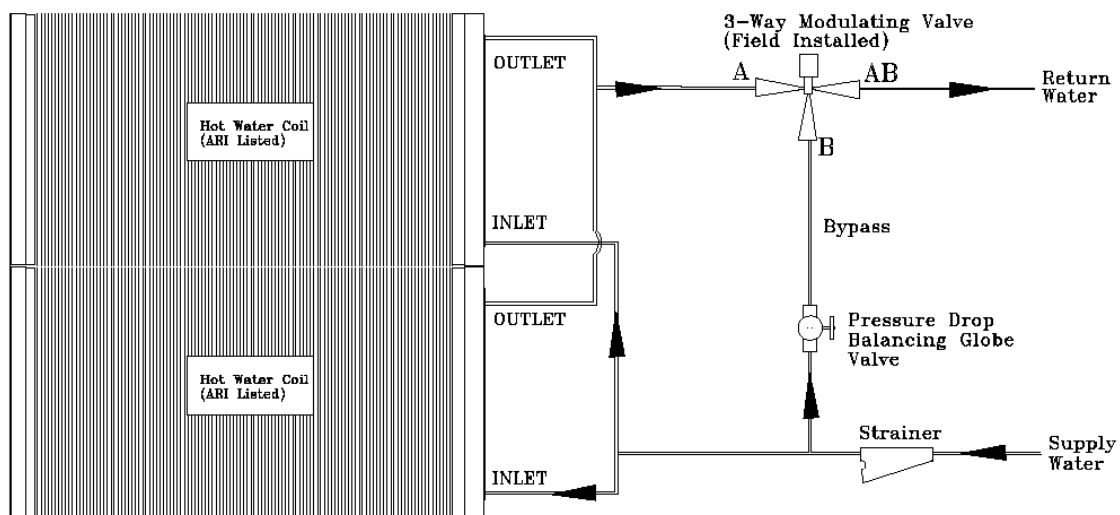 3-Way Modulating Valve
(Field Installed)
OUTLET
A
AB
Return
Water
Hot Water Coil
(ARI Listed)
B
INLET
Bypass
OUTLET
Pressure Drop
Balancing Globe
Valve
Hot Water Coil
(ARI Listed)
Strainer
Supply
Water
INLET